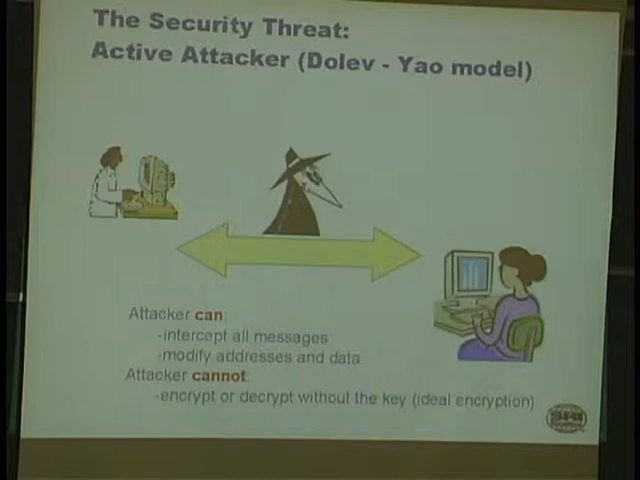 The Security Threat:
Active Attacker (Dolev - Yao model)
Attacker can:
-intercept all messages
-modify addresses and data
Attacker cannot:
-encrypt or decrypt without the key (ideal encryption)
SRI